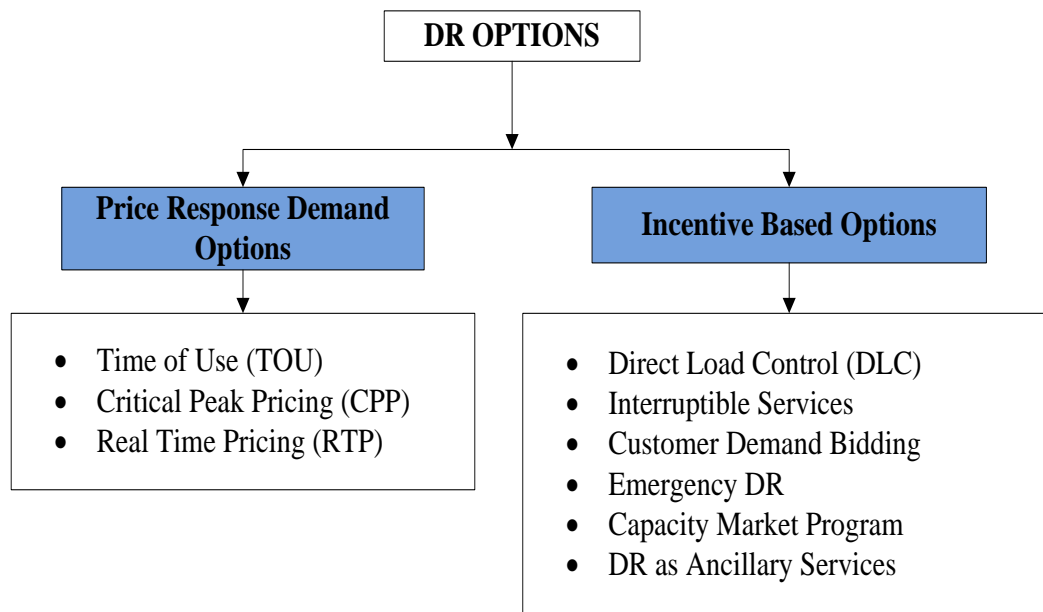 DR OPTIONS
Price Response Demand
Options
Incentive Based Options
• Time of Use (TOU)
• Critical Peak Pricing (CPP)
• Real Time Pricing (RTP)
• Direct Load Control (DLC)
• Interruptible Services
• Customer Demand Bidding
• Emergency DR
• Capacity Market Program
• DR as Ancillary Services